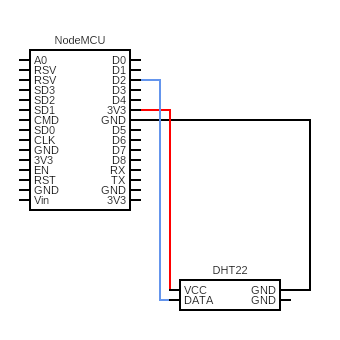 NodeMCU
A0 D0
RSV D1
RSV D2
SD3 D3
SD2 D4
SD1 3V3
CMD GND
SD0 D5
CLK D6
GND D7
3V3 D8
EN RX
RST TX
GND GND
Vin 3V3
DHT22
VCC GND
DATA GND